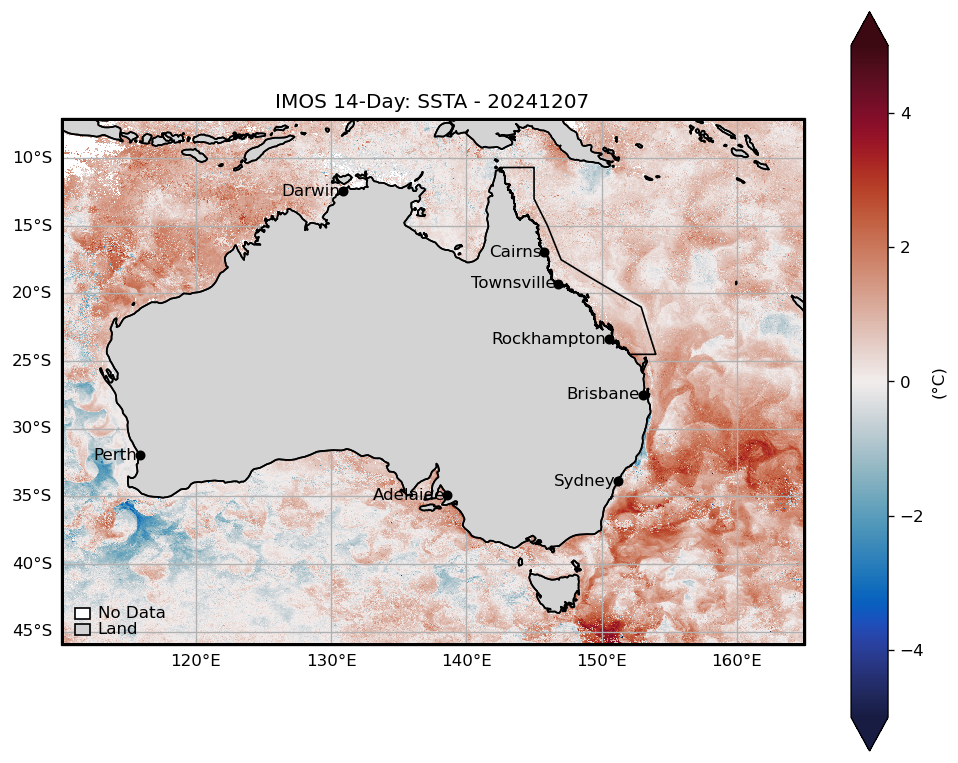 IMOS 14-Day: SSTA - 20241207
10°S
15°S
20°S
25°S
30°S
35°S
40°S
45°S
Darwin
Cairns
Townsville
Rockhampton
Brisbane
Perth
Sydney
Adelaide
No Data
Land
120°E
130°E
140°E
150°E
160°E
4
2
0
−2
−4
(°C)